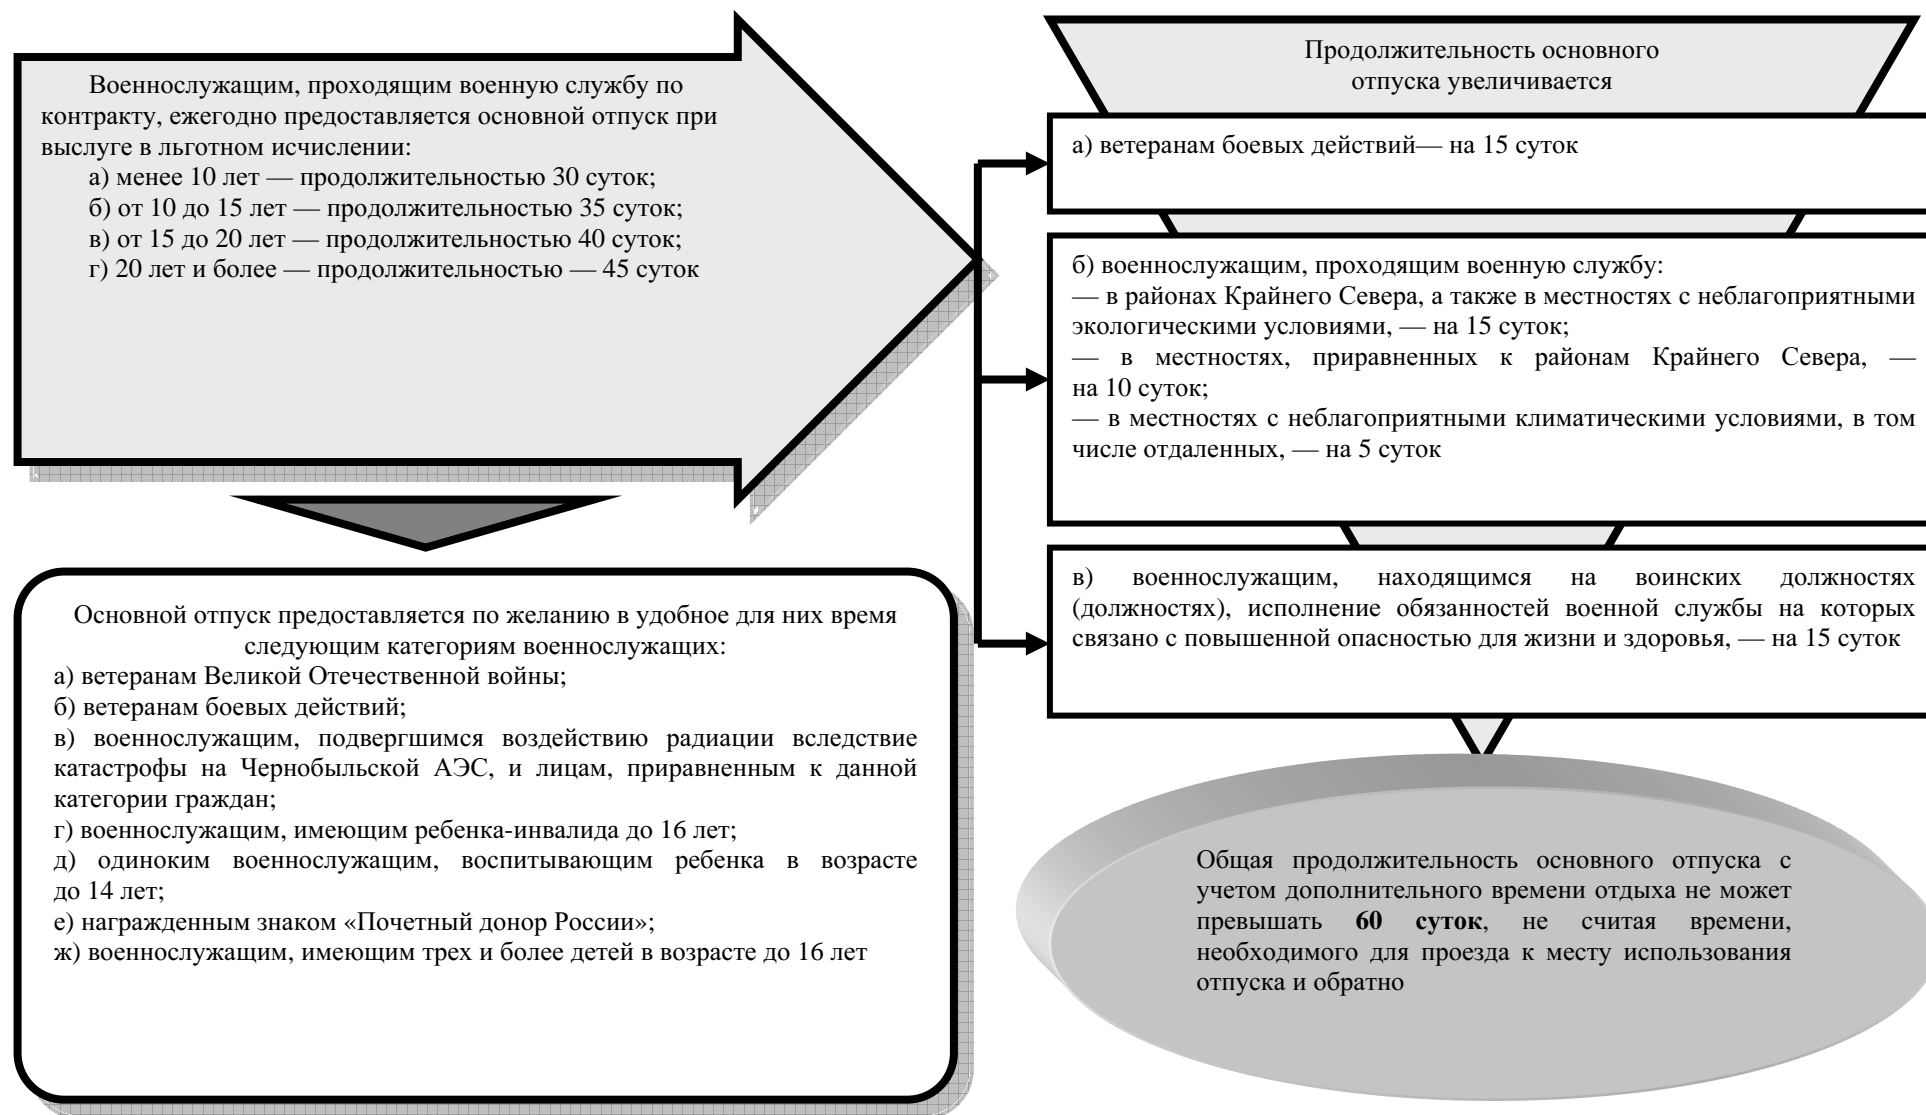 Военнослужащим, проходящим военную службу по
контракту, ежегодно предоставляется основной отпуск при
выслуге в льготном исчислении:
а) менее 10 лет — продолжительностью 30 суток;
б) от 10 до 15 лет — продолжительностью 35 суток;
в) от 15 до 20 лет — продолжительностью 40 суток;
г) 20 лет и более — продолжительностью — 45 суток
Основной отпуск предоставляется по желанию в удобное для них время
следующим категориям военнослужащих:
а) ветеранам Великой Отечественной войны;
б) ветеранам боевых действий;
в) военнослужащим, подвергшимся воздействию радиации вследствие
катастрофы на Чернобыльской АЭС, и лицам, приравненным к данной
категории граждан;
г) военнослужащим, имеющим ребенка-инвалида до 16 лет;
д) одиноким военнослужащим, воспитывающим ребенка в возрасте
до 14 лет;
е) награжденным знаком «Почетный донор России»;
ж) военнослужащим, имеющим трех и более детей в возрасте до 16 лет
Продолжительность основного
отпуска увеличивается
а) ветеранам боевых действий— на 15 суток
б) военнослужащим, проходящим военную службу:
— в районах Крайнего Севера, а также в местностях с неблагоприятными
экологическими условиями, — на 15 суток;
— в местностях, приравненных к районам Крайнего Севера, —
на 10 суток;
— в местностях с неблагоприятными климатическими условиями, в том
числе отдаленных, — на 5 суток
в) военнослужащим, находящимся на воинских должностях
(должностях), исполнение обязанностей военной службы на которых
связано с повышенной опасностью для жизни и здоровья, — на 15 суток
Общая продолжительность основного отпуска с
учетом дополнительного времени отдыха не может
превышать 60 суток, не считая времени,
необходимого для проезда к месту использования
отпуска и обратно